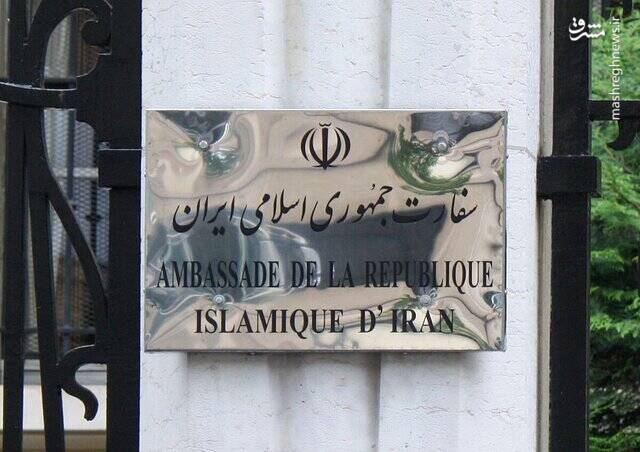 سفارت جمهوری اسلامی ایران
AMBASSADE DE LA REPUBLIQUE
ISLAMIQUE D'IRAN
مشرق
mashreghnews.ir